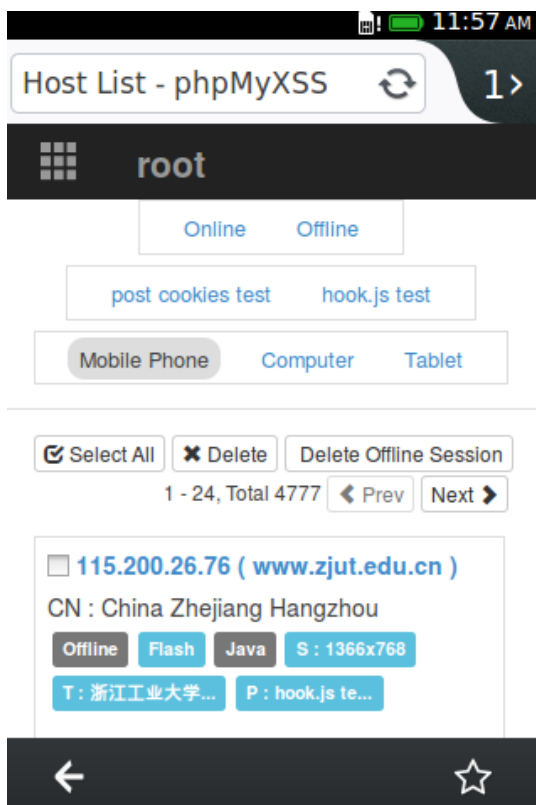 11:57 AM
Host List - phpMyXSS
1
root
Online Offline
post cookies test hook.js test
Mobile Phone Computer Tablet
Select All Delete Delete Offline Session
1 - 24, Total 4777 Prev Next
115.200.26.76 ( www.zjut.edu.cn )
CN : China Zhejiang Hangzhou
Offline Flash Java S : 1366x768
T : 浙江工业大学... P : hook.js te...